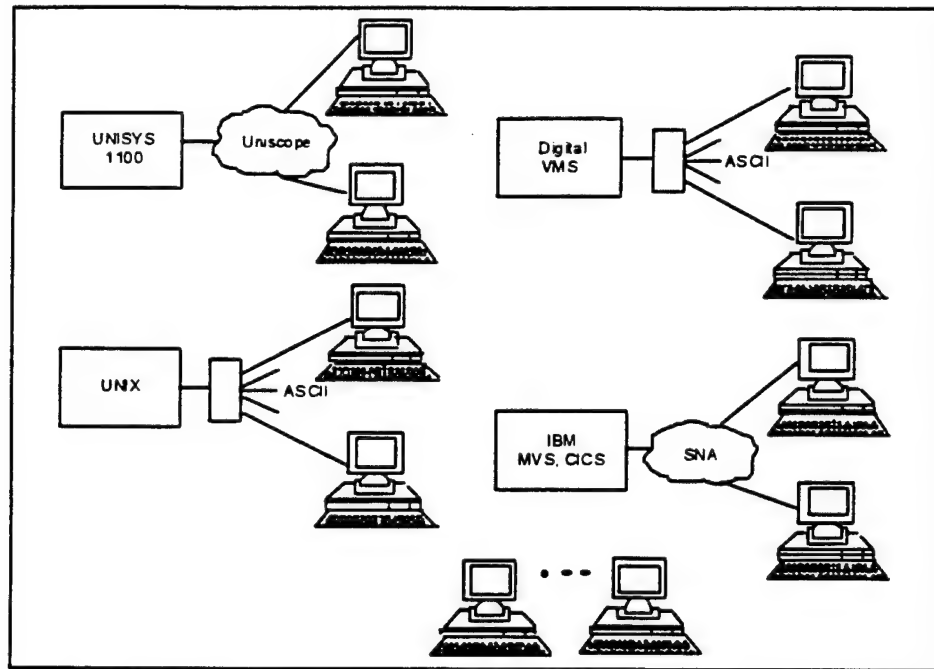 UNISYS
1100
Uniscope
Digital
VMS
ASCII
UNIX
ASCII
IBM
MVS, CICS
SNA